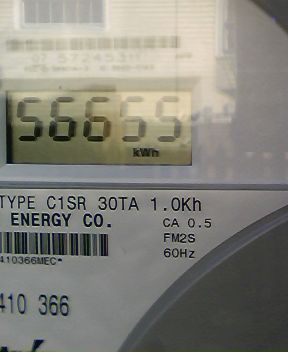 56655
kWh
TYPE C1SR 30TA 1.0Kh
ENERGY CO.
CA 0.5
FM2S
60Hz
410366MEC*
410 366